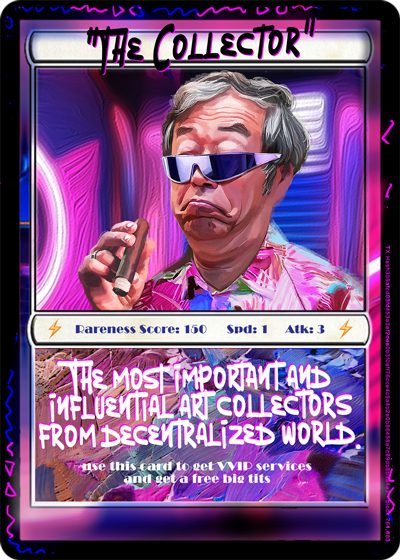 "The Collector"
Rareness Score: 150 Spd: 1 Atk: 3
The most important and
influential art collectors
from decentralized world.
use this card to get VVIP services
and get a free big tits